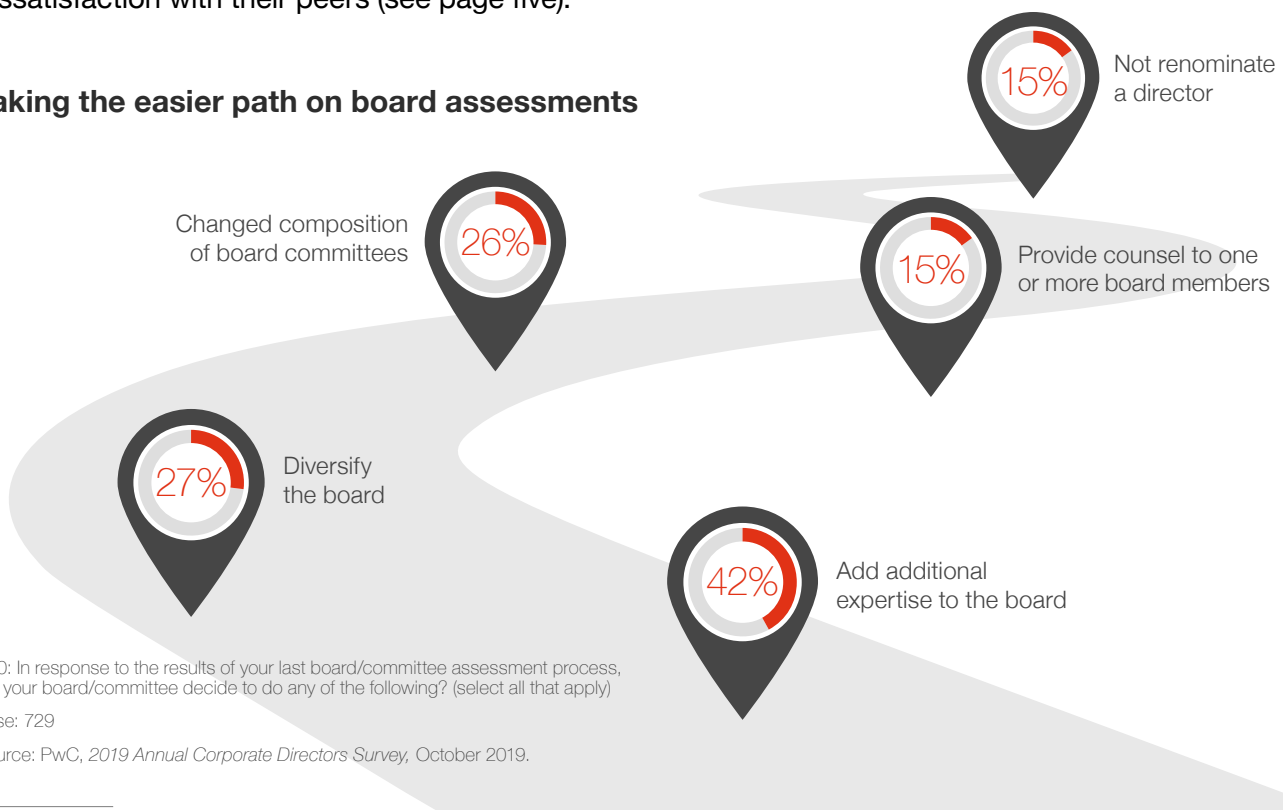 ssatisfaction with their peers (see page five).
aking the easier path on board assessments
15%
Not renominate
a director
Changed composition
of board committees
26%
15%
Provide counsel to one
or more board members
27%
Diversify
the board
42%
Add additional
expertise to the board
0: In response to the results of your last board/committee assessment process,
your board/committee decide to do any of the following? (select all that apply)
se: 729
urce: PwC, 2019 Annual Corporate Directors Survey, October 2019.